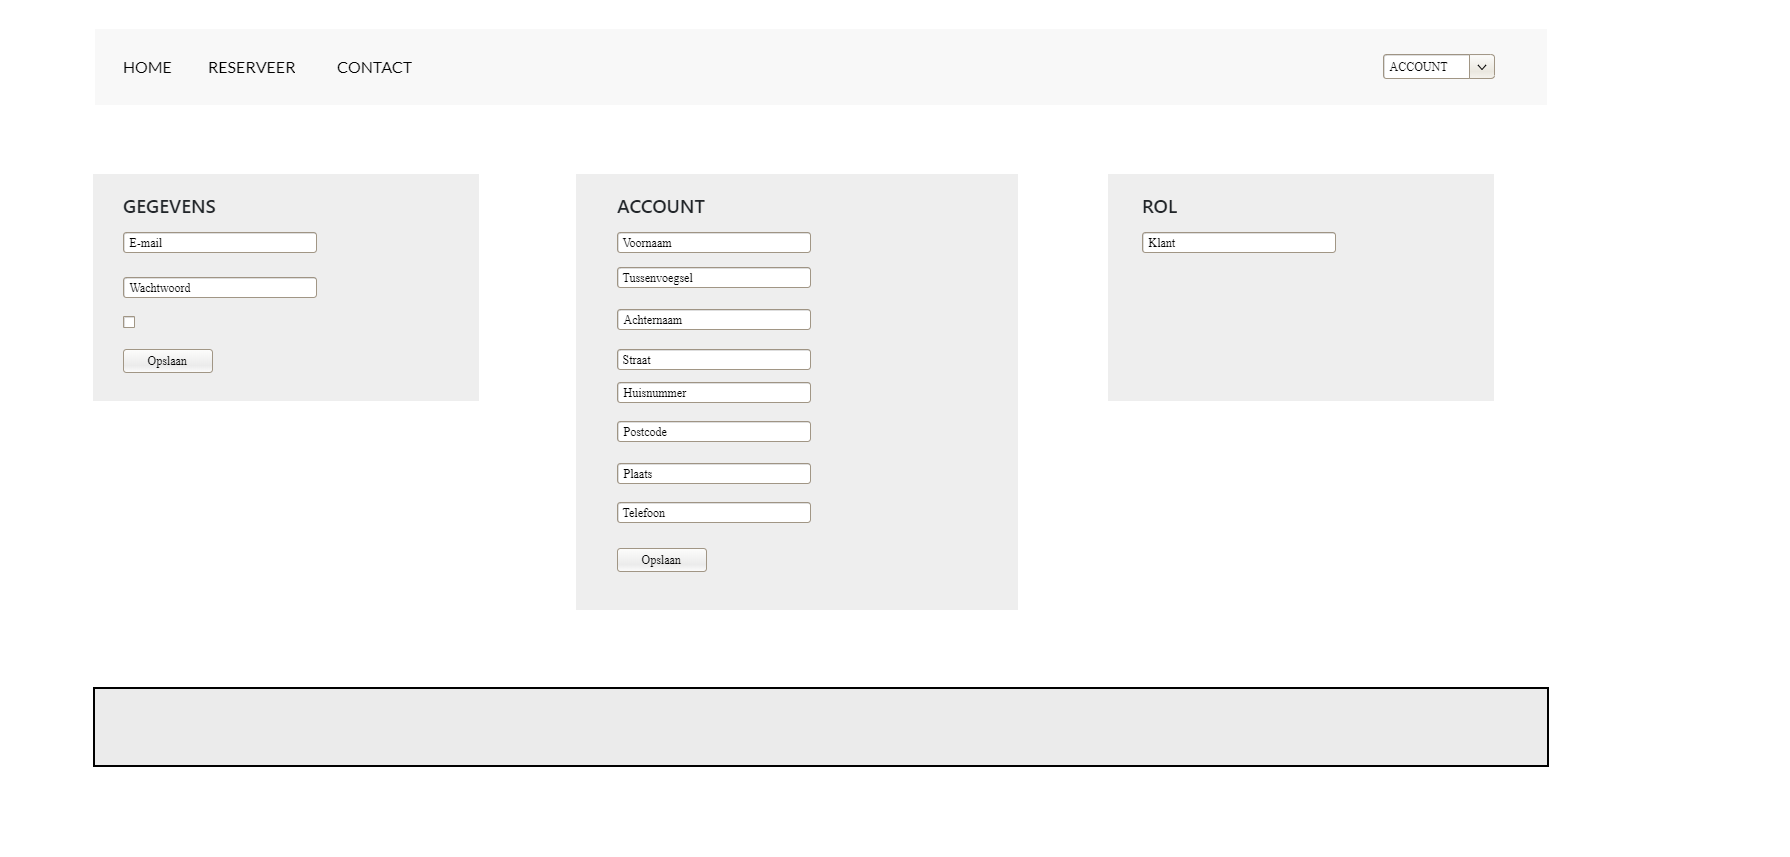 HOME RESERVEER CONTACT ACCOUNT
GEGEVENS
E-mail
Wachtwoord
Opslaan
ACCOUNT
Voornaam
Tussenvoegsel
Achternaam
Straat
Huisnummer
Postcode
Plaats
Telefoon
Opslaan
ROL
Klant